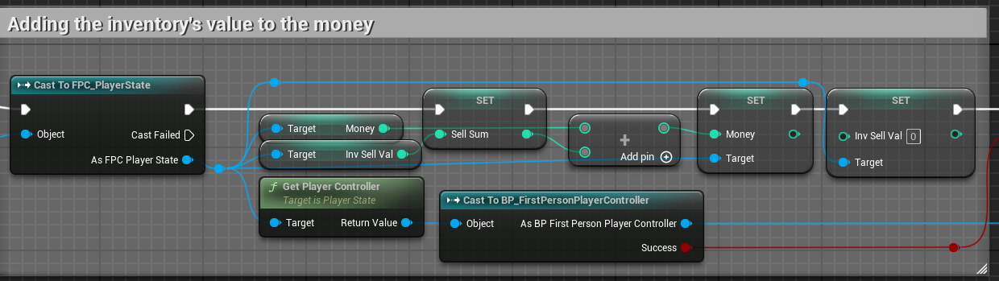 Adding the inventory's value to the money
Cast To FPC_PlayerState
Object
Cast Failed
As FPC Player State
Target Money
Target Inv Sell Val
f Get Player Controller
Target is Player State
Target Return Value
SET
Sell Sum
Cast To BP_FirstPersonPlayerController
Object As BP First Person Player Controller
Success
+
Add pin
SET
Money
Target
SET
Inv Sell Val 0
Target